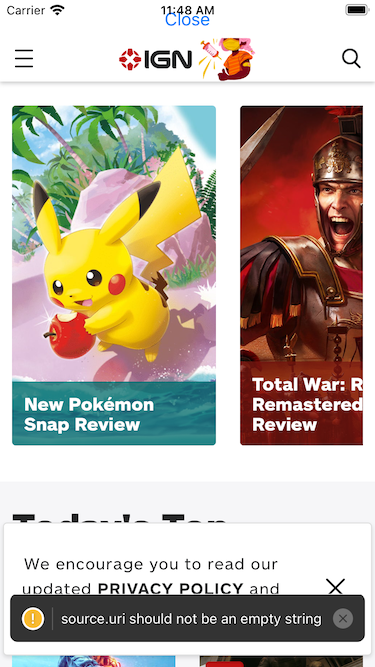 Carrier
11:48 AM
Close
IGN
New Pokémon
Snap Review
Total War: R
Remastered
Review
Today's Top
We encourage you to read our
updated PRIVACY POLICY and
! source.uri should not be an empty string